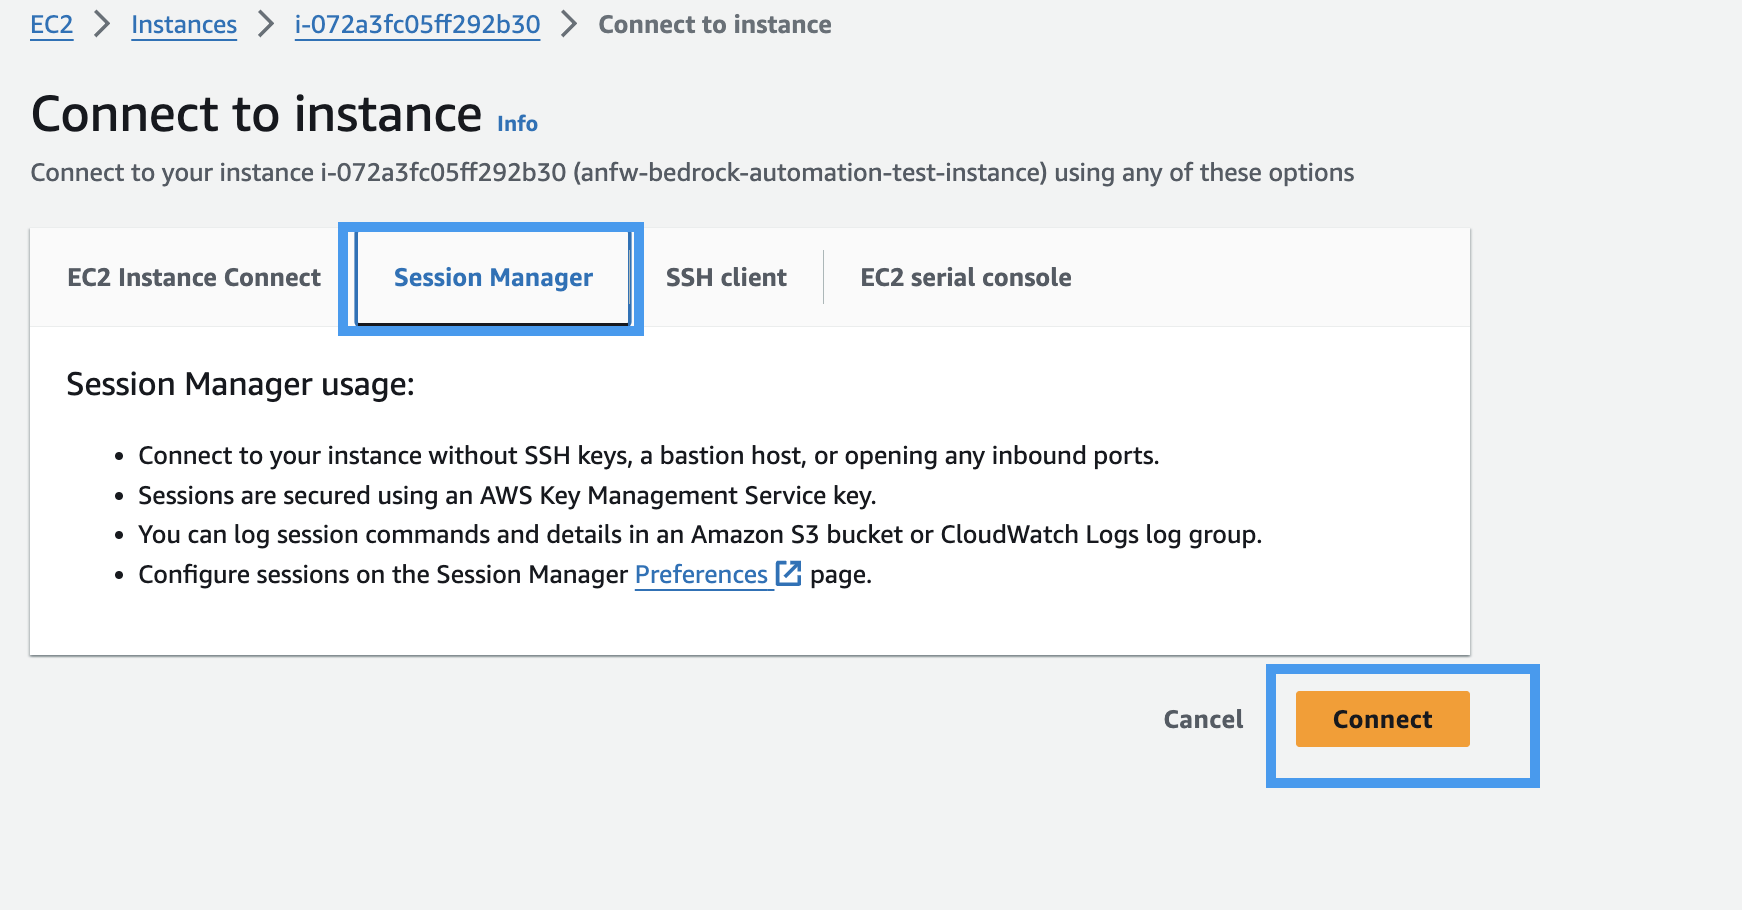 EC2 > Instances > i-072a3fc05ff292b30 > Connect to instance
Connect to instance Info
Connect to your instance i-072a3fc05ff292b30 (anfw-bedrock-automation-test-instance) using any of these options
EC2 Instance Connect Session Manager SSH client EC2 serial console
Session Manager usage:
• Connect to your instance without SSH keys, a bastion host, or opening any inbound ports.
• Sessions are secured using an AWS Key Management Service key.
• You can log session commands and details in an Amazon S3 bucket or CloudWatch Logs log group.
• Configure sessions on the Session Manager Preferences page.
Cancel Connect